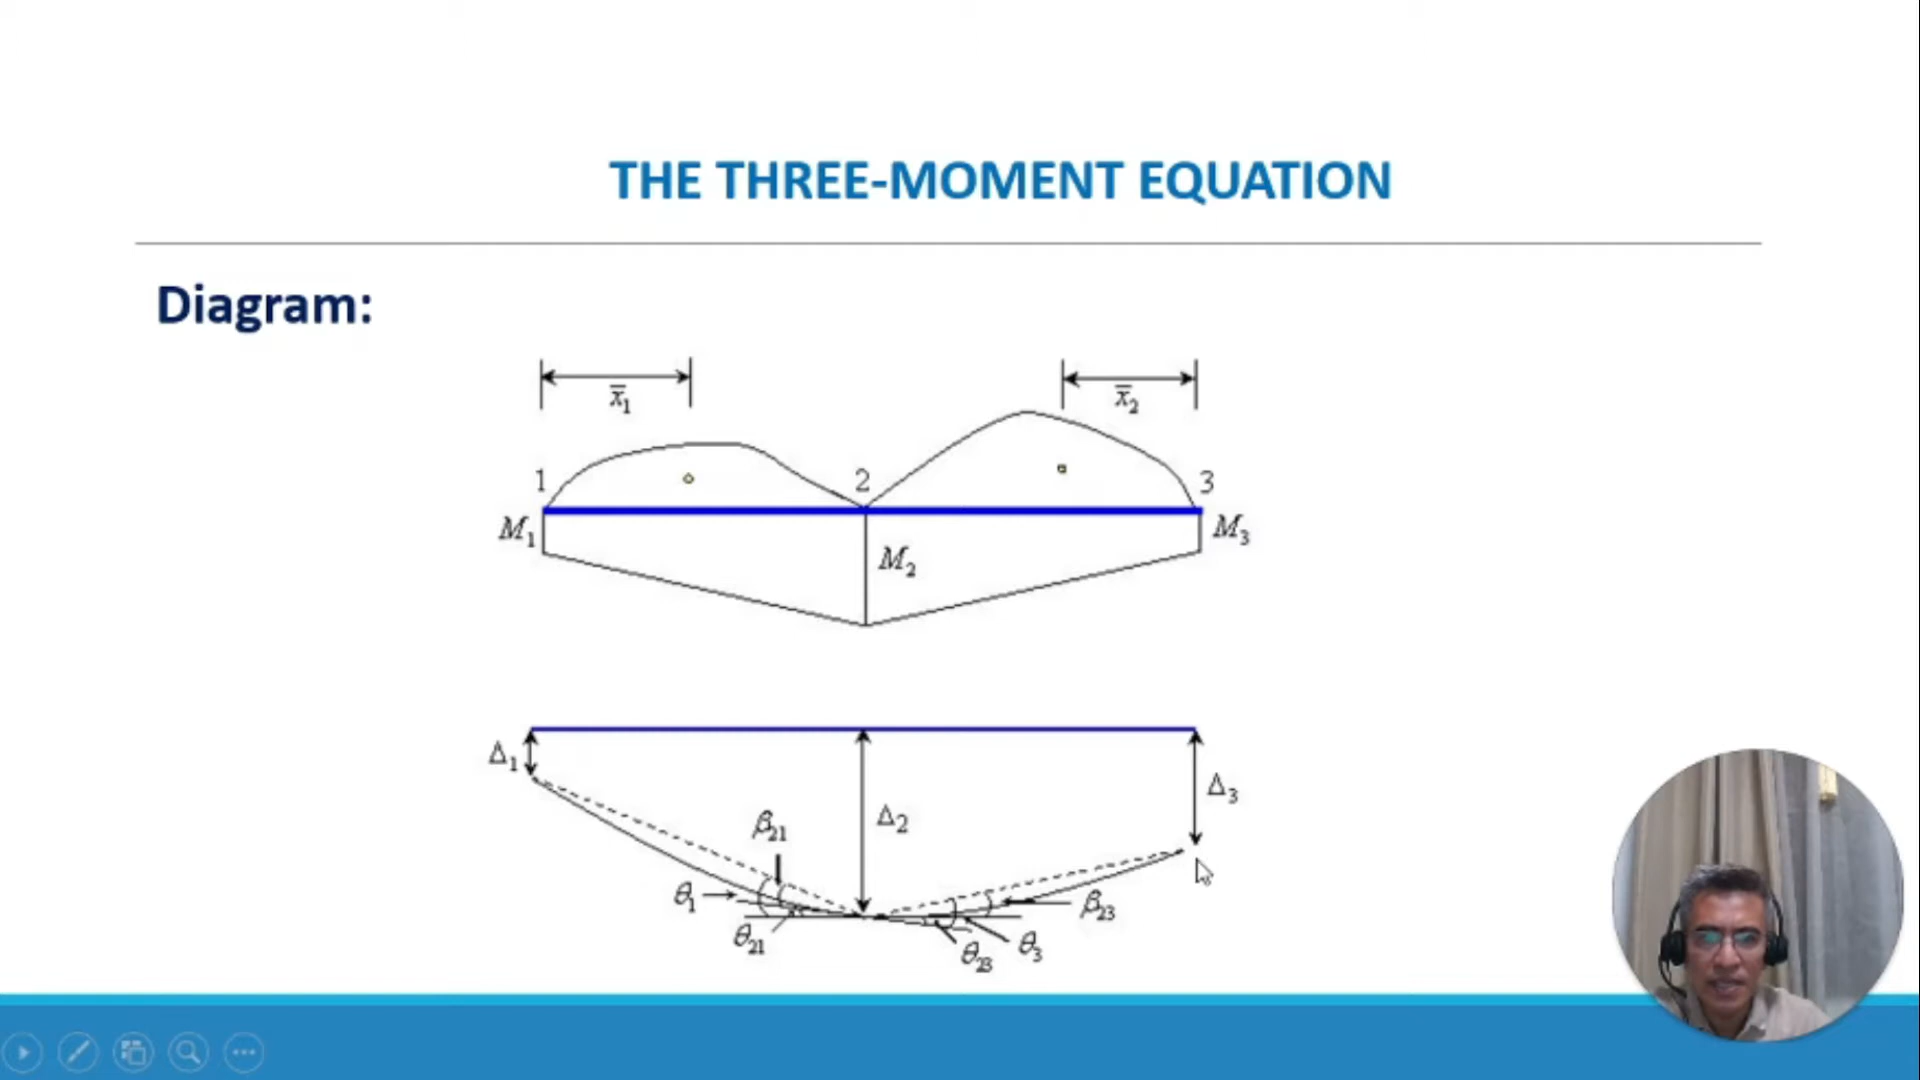 THE THREE-MOMENT EQUATION
Diagram:
x̄₁
x̄₂
1
2
3
M₁
M₂
M₃
Δ₁
Δ₂
Δ₃
β₂₁
θ₁
θ₂₁
β₂₃
θ₃
θ₂₃